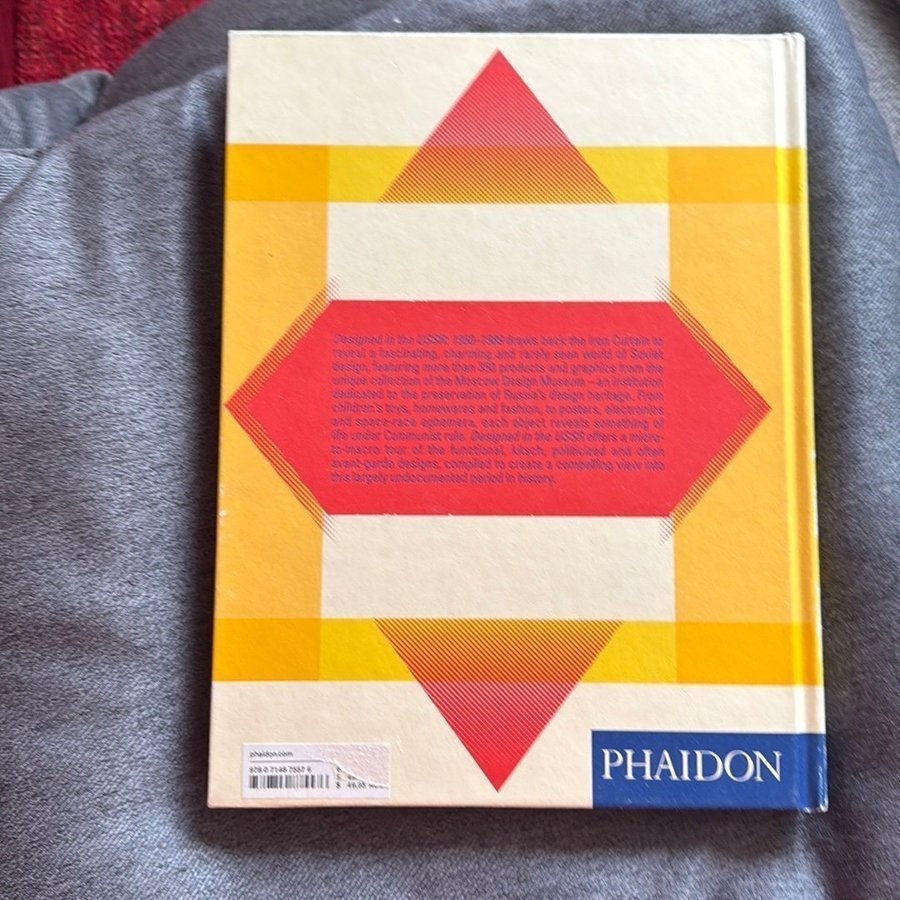 Designed in the USSR: 1950–1989 draws back the Iron Curtain to
reveal a fascinating, charming and rarely seen world of Soviet
design, featuring more than 350 products and graphics from the
unique collection of the Moscow Design Museum – an institution
dedicated to the preservation of Russia's design heritage. From
children's toys, homewares and fashion, to posters, electronics
and space-race ephemera, each object reveals something of
life under Communist rule. Designed in the USSR offers a micro-
to-macro tour of the functional, kitsch, politicized and often
avant-garde designs, compiled to create a compelling view into
this largely undocumented period in history.
phaidon.com
978 0 7148 7557 6
PHAIDON